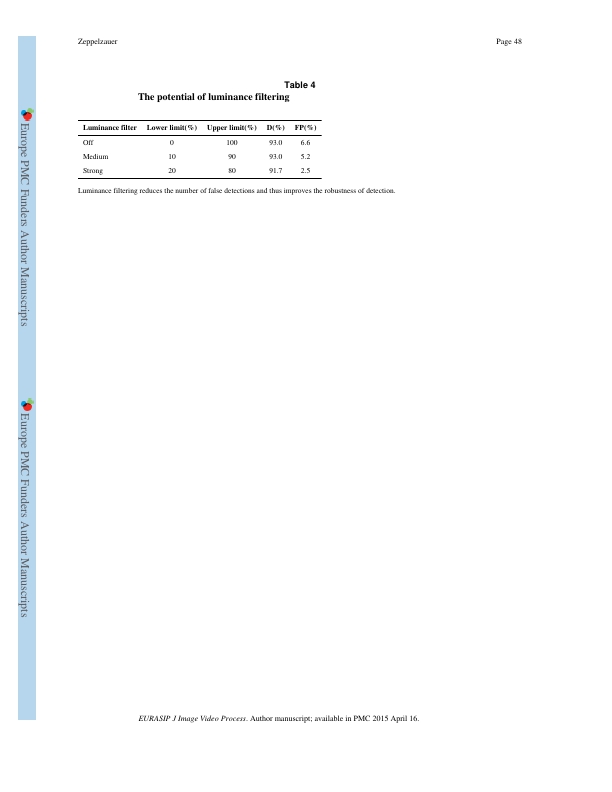 Zeppelzauer Page 48
Table 4
The potential of luminance filtering
Luminance filter Lower limit(%) Upper limit(%) D(%) FP(%)
Off 0 100 93.0 6.6
Medium 10 90 93.0 5.2
Strong 20 80 91.7 2.5
Luminance filtering reduces the number of false detections and thus improves the robustness of detection.
Europe PMC Funders Author Manuscripts
Europe PMC Funders Author Manuscripts
EURASIP J Image Video Process. Author manuscript; available in PMC 2015 April 16.